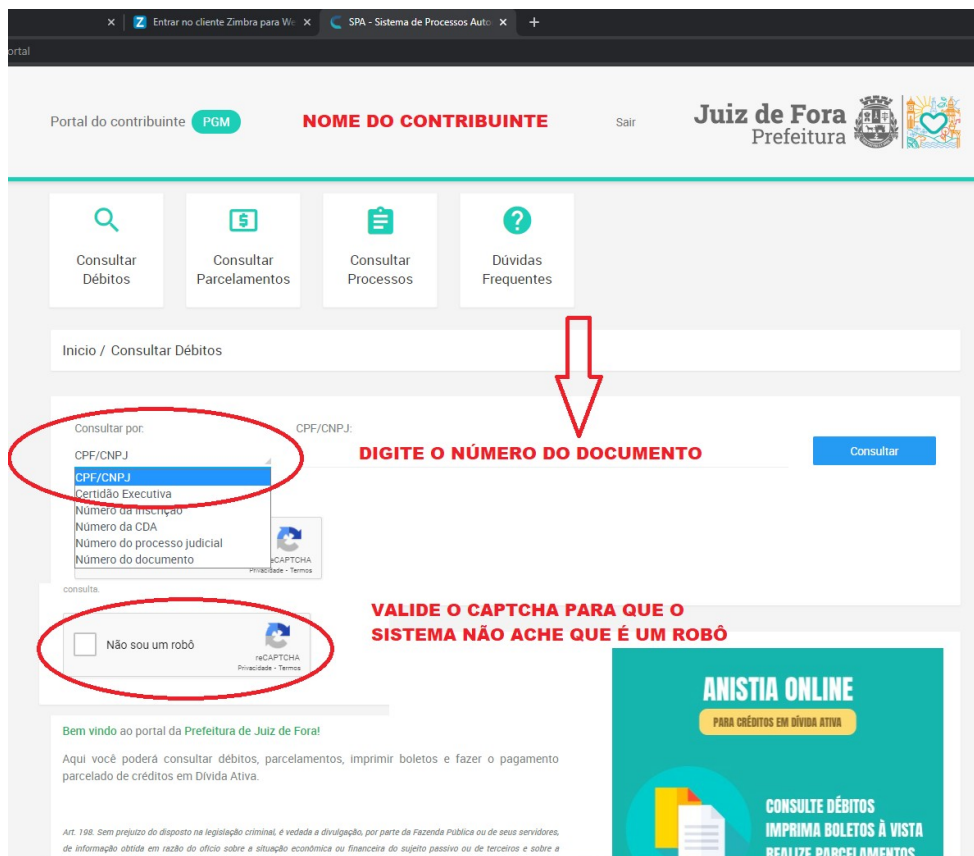 Entrar no cliente Zimbra para We
SPA - Sistema de Processos Auto
ortal
Portal do contribuinte PGM
NOME DO CONTRIBUINTE
Sair
Juiz de Fora
Prefeitura
Consultar
Débitos
Consultar
Parcelamentos
Consultar
Processos
Dúvidas
Frequentes
Inicio / Consultar Débitos
Consultar por:
CPF/CNPJ:
CPF/CNPJ
DIGITE O NÚMERO DO DOCUMENTO
Consultar
CPF/CNPJ
Certidão Executiva
Número da Inscrição
Número da CDA
Número do processo judicial
Número do documento
eCAPTCHA
Privacidade - Termos
consulta.
VALIDE O CAPTCHA PARA QUE O
SISTEMA NÃO ACHE QUE É UM ROBÔ
Não sou um robô
reCAPTCHA
Privacidade - Termos
ANISTIA ONLINE
PARA CRÉDITOS EM DÍVIDA ATIVA
Bem vindo ao portal da Prefeitura de Juiz de Fora!
Aqui você poderá consultar débitos, parcelamentos, imprimir boletos e fazer o pagamento
parcelado de créditos em Dívida Ativa.
CONSULTE DÉBITOS
IMPRIMA BOLETOS À VISTA
REALIZE PARCELAMENTOS
Art. 198. Sem prejuizo do disposto na legislação criminal, é vedada a divulgação, por parte da Fazenda Pública ou de seus servidores,
de informação obtida em razão do ofício sobre a situação econômica ou financeira do sujeito passivo ou de terceiros e sobre a